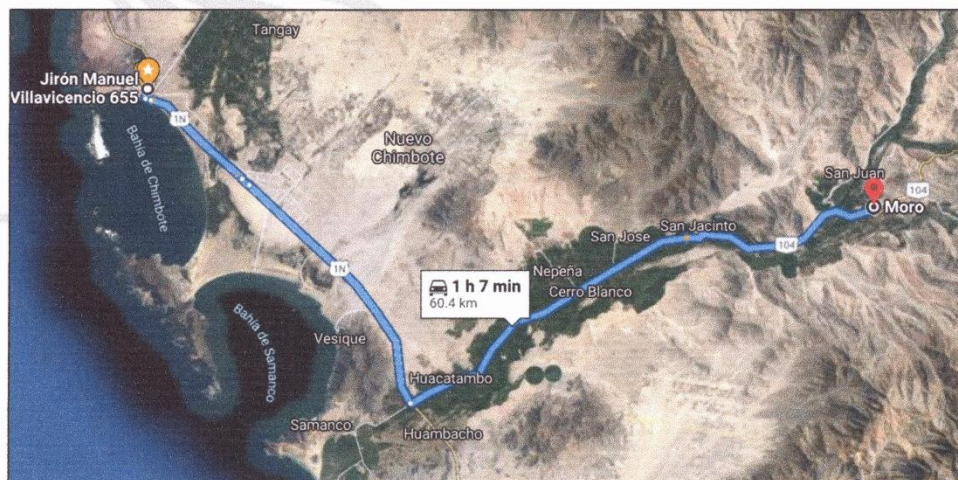 Tangay
Jirón Manuel
Villavicencio 655
1N
Bahía de Chimbote
Nuevo
Chimbote
San Juan
104
Moro
San Jacinto
San Jose
104
1N
1 h 7 min
60.4 km
Nepeña
Cerro Blanco
Bahía de Samanco
Vesique
Huacatambo
Samanco
Huambacho